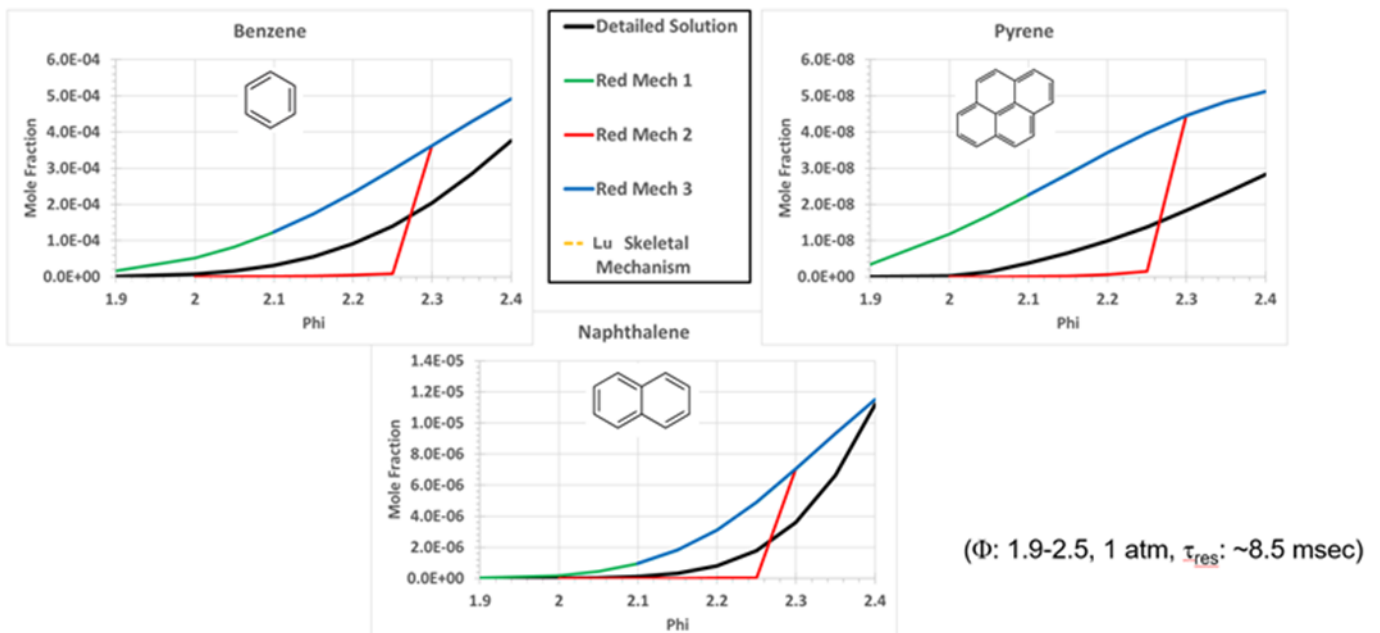 Benzene
6.0E-04
5.0E-04
4.0E-04
3.0E-04
2.0E-04
1.0E-04
0.0E+00
Mole Fraction
1.9 2 2.1 2.2 2.3 2.4
Phi
Detailed Solution
Red Mech 1
Red Mech 2
Red Mech 3
Lu Skeletal
Mechanism
Pyrene
6.0E-08
5.0E-08
4.0E-08
3.0E-08
2.0E-08
1.0E-08
0.0E+00
Mole Fraction
1.9 2 2.1 2.2 2.3 2.4
Phi
Naphthalene
1.4E-05
1.2E-05
1.0E-05
8.0E-06
6.0E-06
4.0E-06
2.0E-06
0.0E+00
Mole Fraction
1.9 2 2.1 2.2 2.3 2.4
Phi
(Φ: 1.9-2.5, 1 atm, τres: ~8.5 msec)